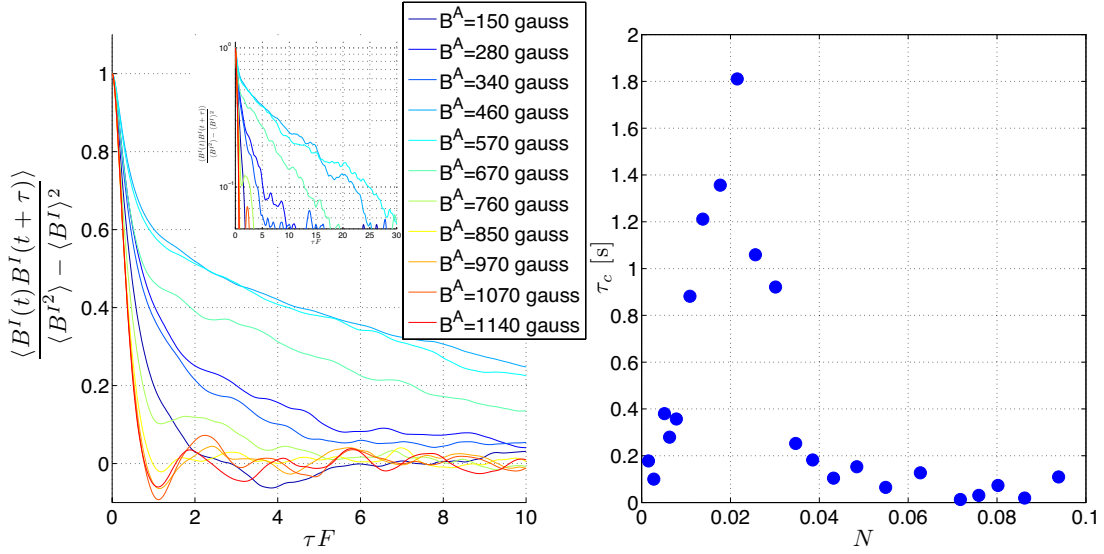 ⟨B^I(t)B^I(t + τ)⟩
⟨B^{I^2}⟩ − ⟨B^I⟩^2
1
0.8
0.6
0.4
0.2
0
0 2 4 6 8 10
τF
⟨B^I(t)B^I(t + τ)⟩
⟨B^{I^2}⟩ − ⟨B^I⟩^2
10^0
10^{-1}
0 5 10 15 20 25 30
τF
B^A=150 gauss
B^A=280 gauss
B^A=340 gauss
B^A=460 gauss
B^A=570 gauss
B^A=670 gauss
B^A=760 gauss
B^A=850 gauss
B^A=970 gauss
B^A=1070 gauss
B^A=1140 gauss
τ_c [s]
2
1.8
1.6
1.4
1.2
1
0.8
0.6
0.4
0.2
0
0 0.02 0.04 0.06 0.08 0.1
N